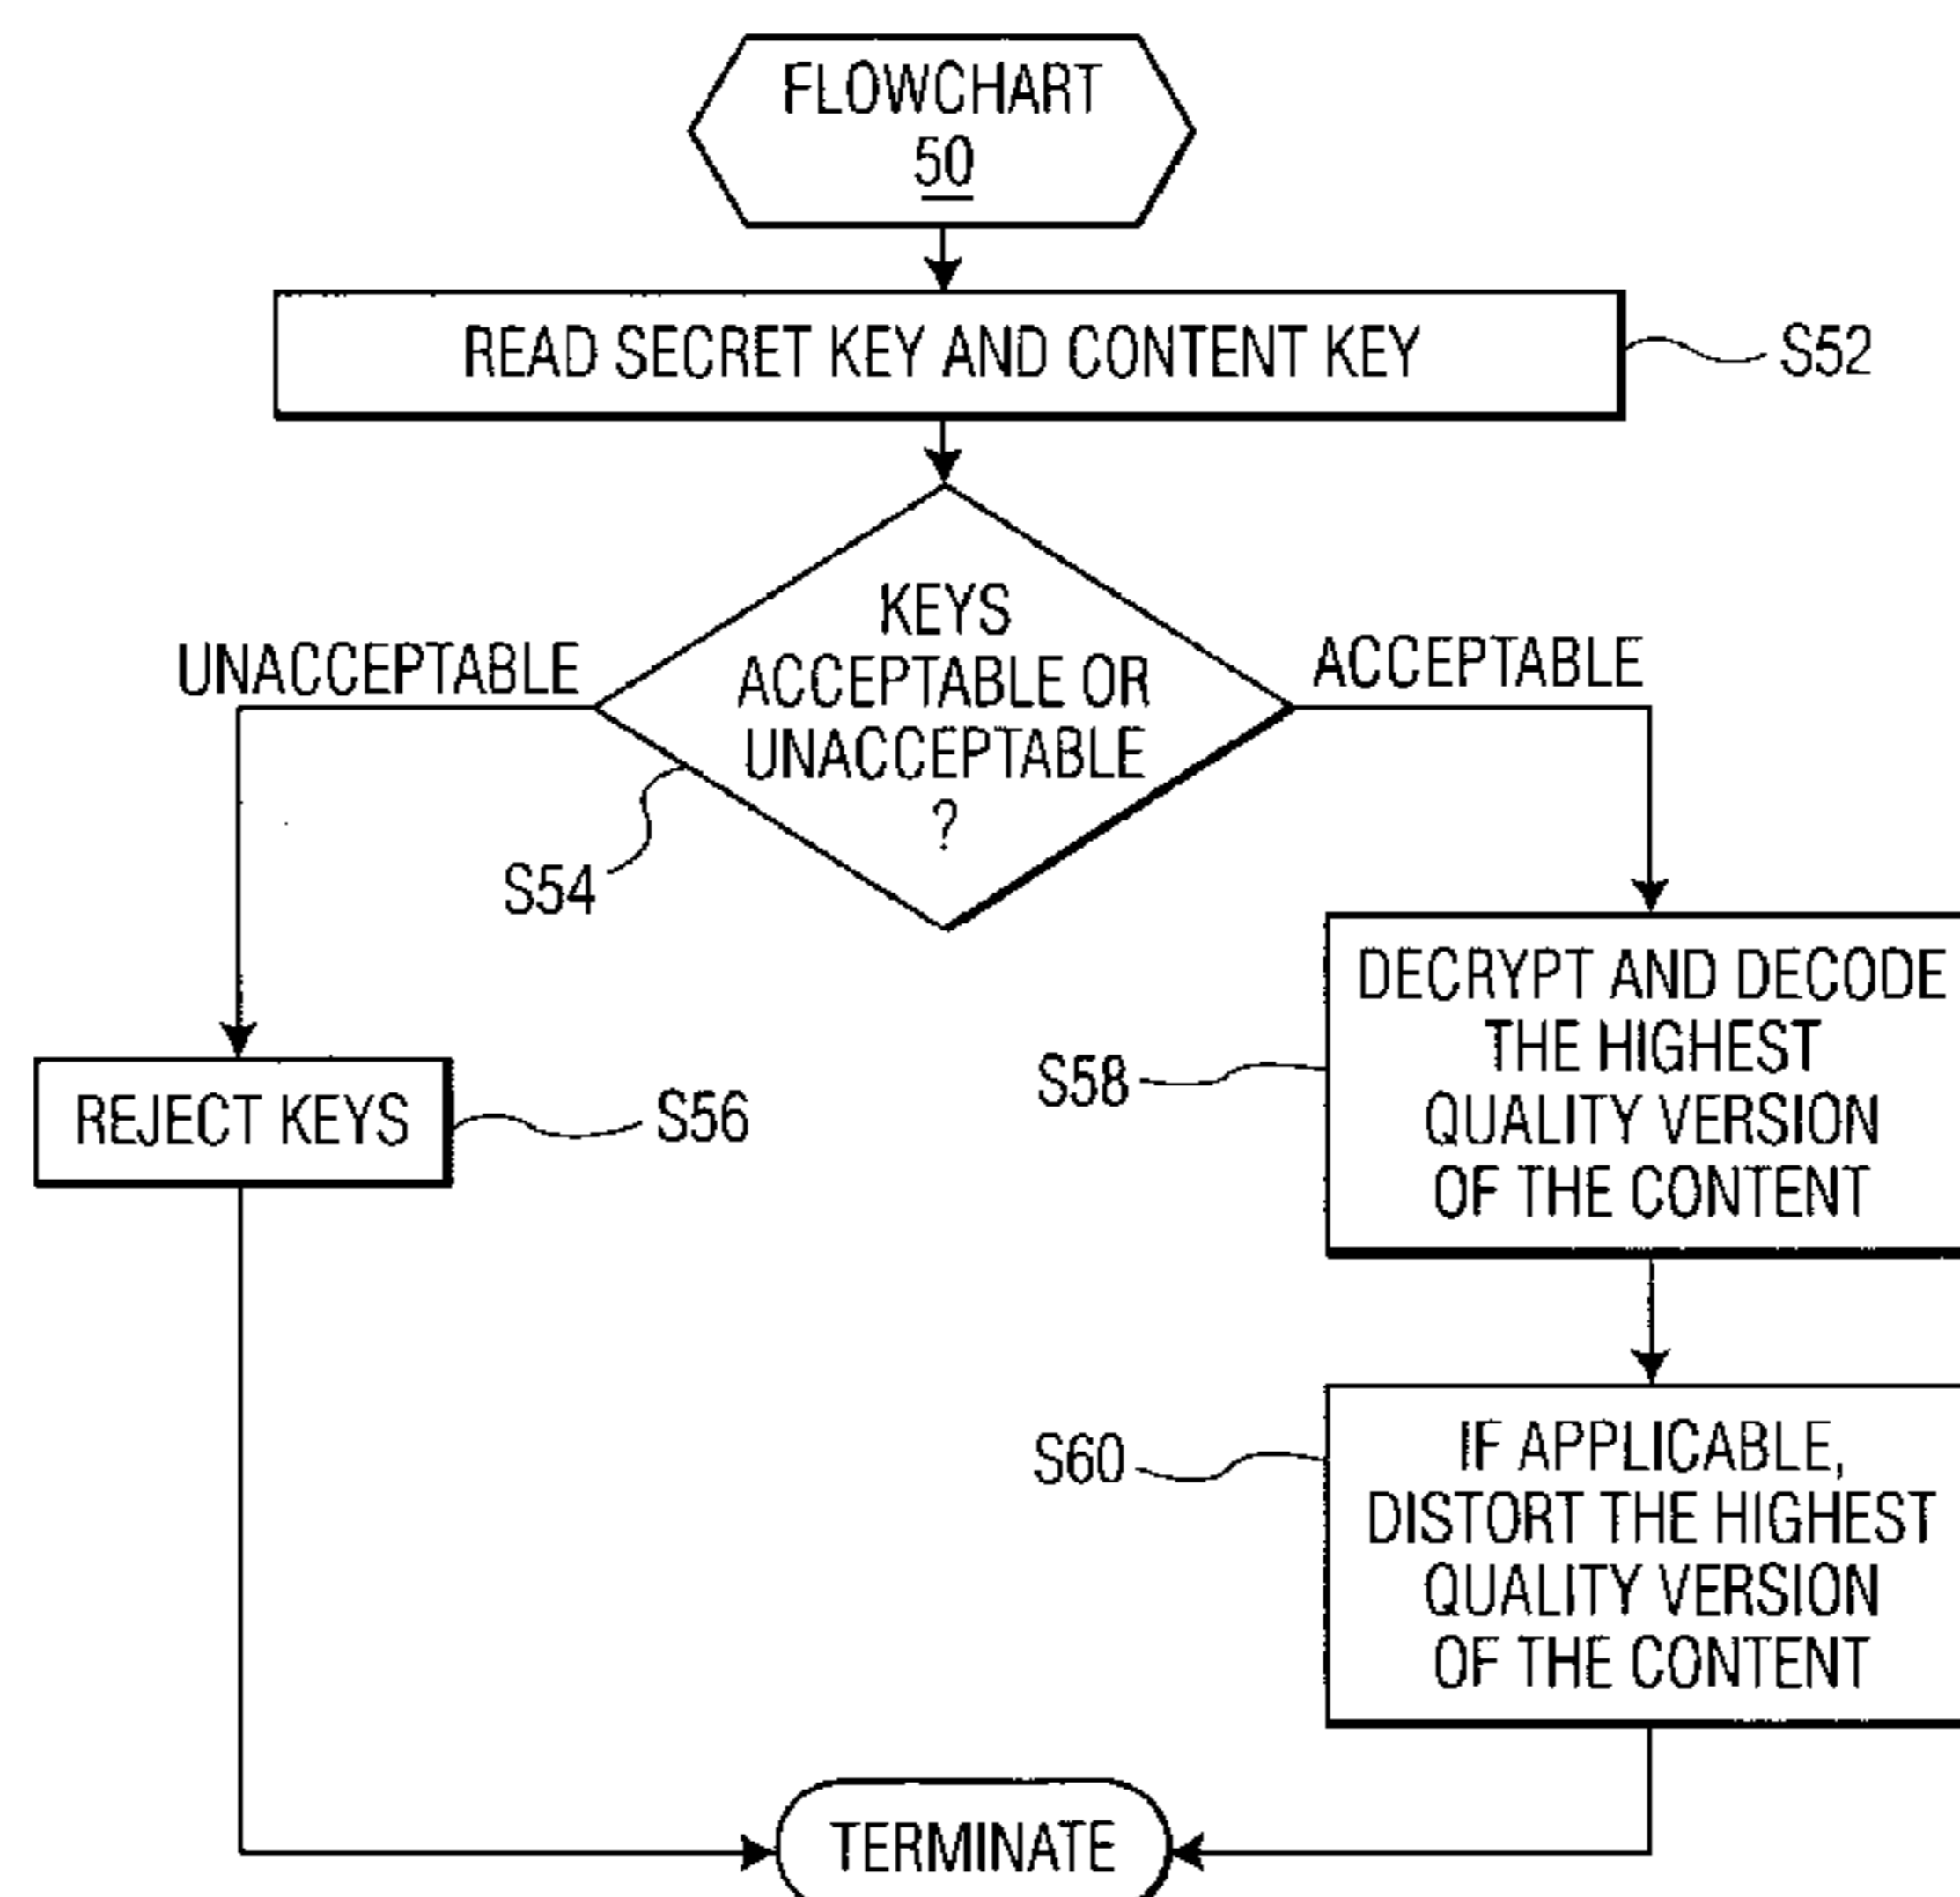 FLOWCHART
50
READ SECRET KEY AND CONTENT KEY
S52
KEYS
ACCEPTABLE OR
UNACCEPTABLE
?
UNACCEPTABLE
ACCEPTABLE
S54
REJECT KEYS
S56
DECRYPT AND DECODE
THE HIGHEST
QUALITY VERSION
OF THE CONTENT
S58
IF APPLICABLE,
DISTORT THE HIGHEST
QUALITY VERSION
OF THE CONTENT
S60
TERMINATE